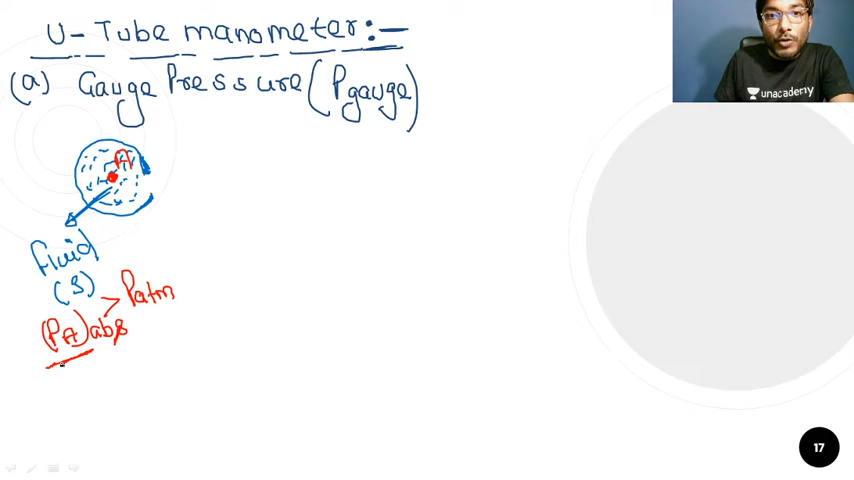 U-Tube manometer:-
(a) Gauge Pressure (Pgauge)
unacademy
A
fluid
(ρ)
(PA)abs > Patm
17